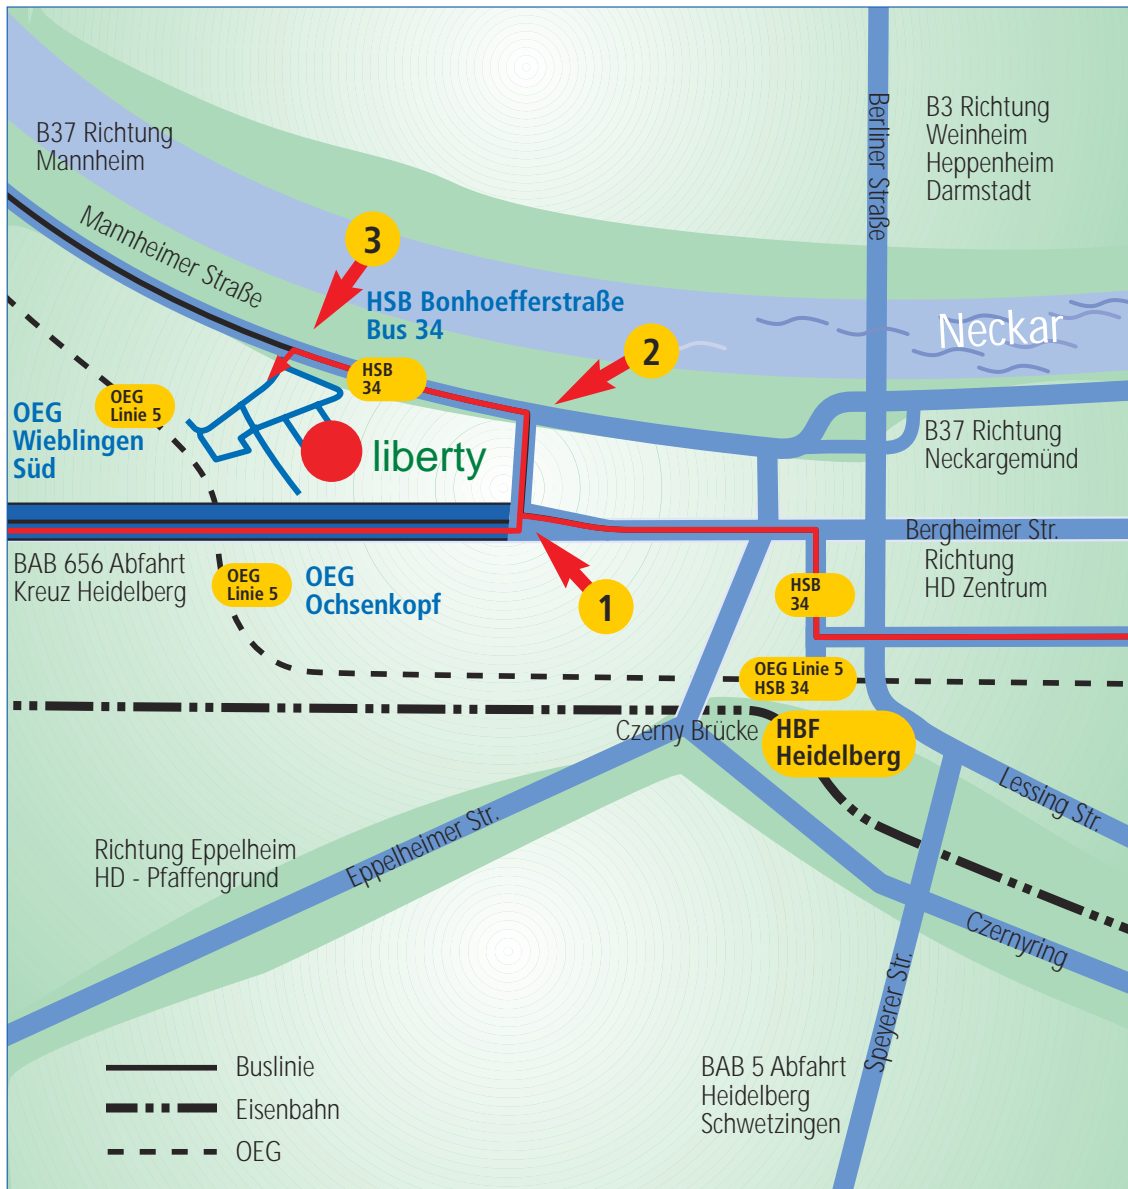 B37 Richtung
Mannheim
Mannheimer Straße
3
HSB Bonhoefferstraße
Bus 34
2
Berliner Straße
B3 Richtung
Weinheim
Heppenheim
Darmstadt
Neckar
HSB
34
OEG
Linie 5
OEG
Wieblingen
Süd
liberty
B37 Richtung
Neckargemünd
Bergheimer Str.
Richtung
HD Zentrum
BAB 656 Abfahrt
Kreuz Heidelberg
OEG
Linie 5
OEG
Ochsenkopf
1
HSB
34
OEG Linie 5
HSB 34
Czerny Brücke
HBF
Heidelberg
Lessing Str.
Eppelheimer Str.
Richtung Eppelheim
HD - Pfaffengrund
Czernyring
Speyerer Str.
BAB 5 Abfahrt
Heidelberg
Schwetzingen
Buslinie
Eisenbahn
OEG